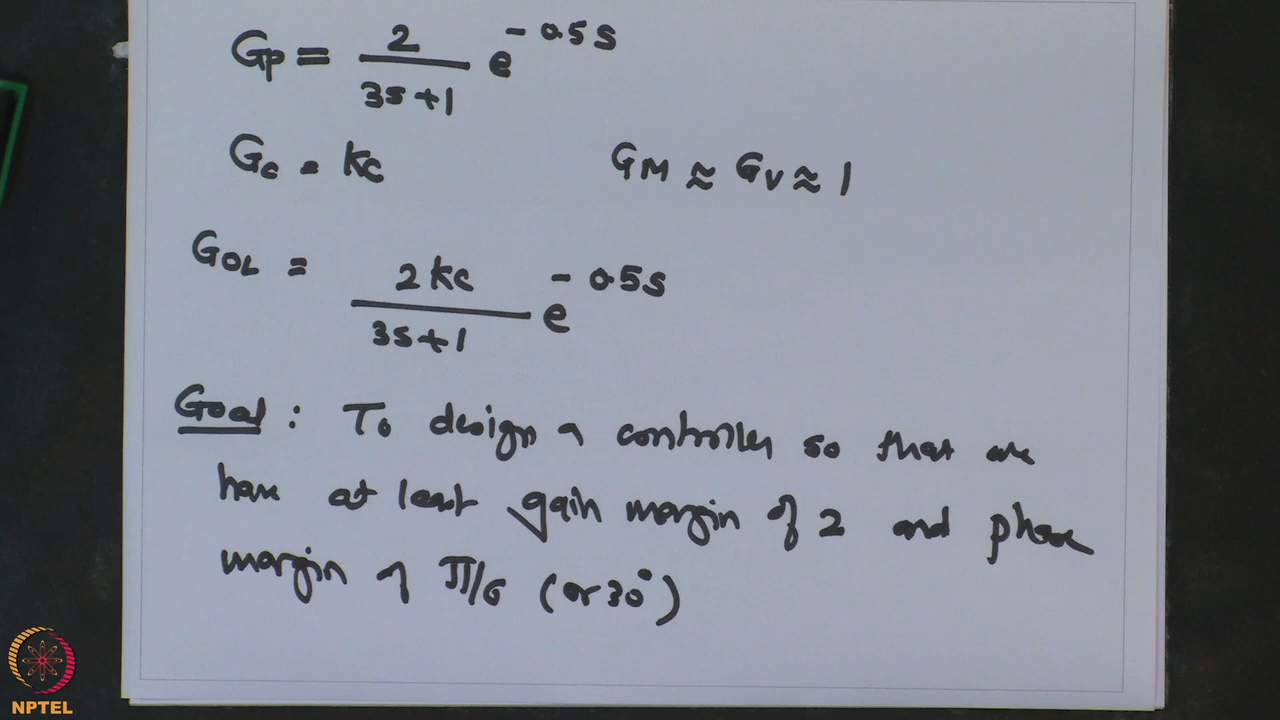 Gp = 2/(3s+1) e^{-0.5s}
Gc = kc GM ≈ GV ≈ 1
GOL = 2kc/(3s+1) e^{-0.5s}
Goal : To design a controller so that we
have at least gain margin of 2 and phase
margin of π/6 (or 30°)
NPTEL